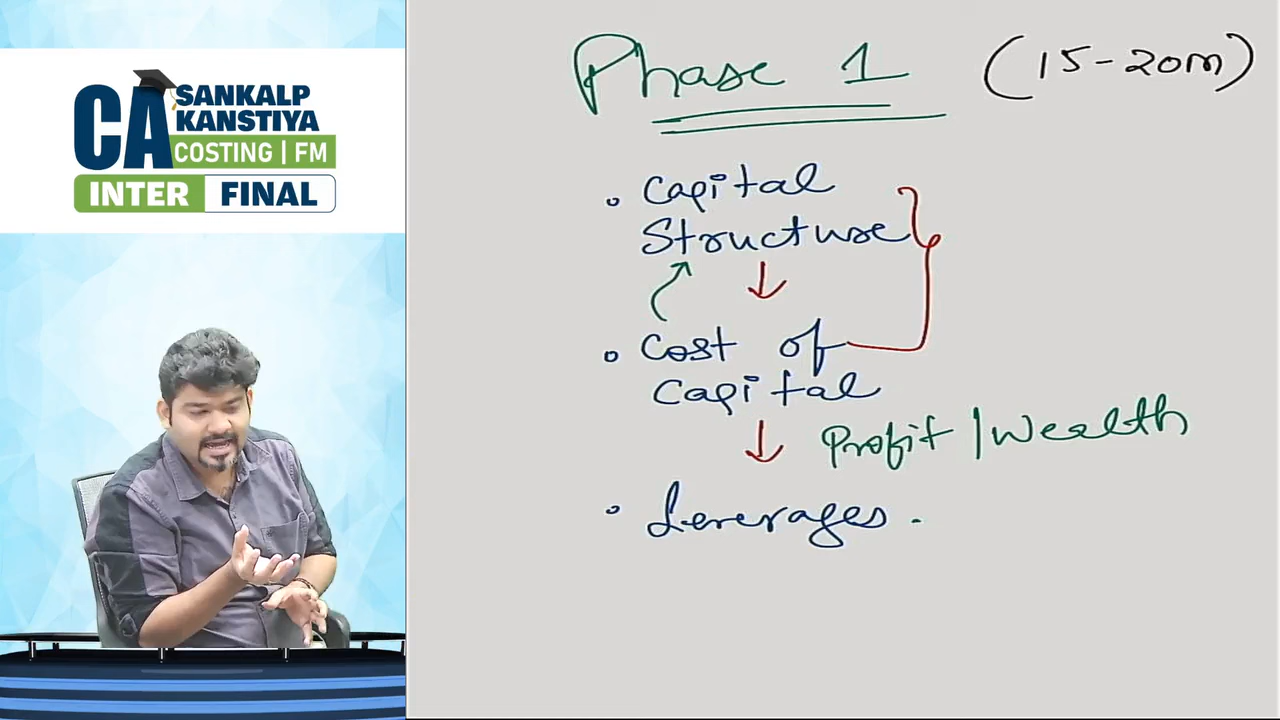 CA SANKALP
KANSTIYA
COSTING | FM
INTER FINAL
Phase 1 (15-20m)
• Capital
Structure
• Cost of
Capital
Profit / Wealth
• Leverages.